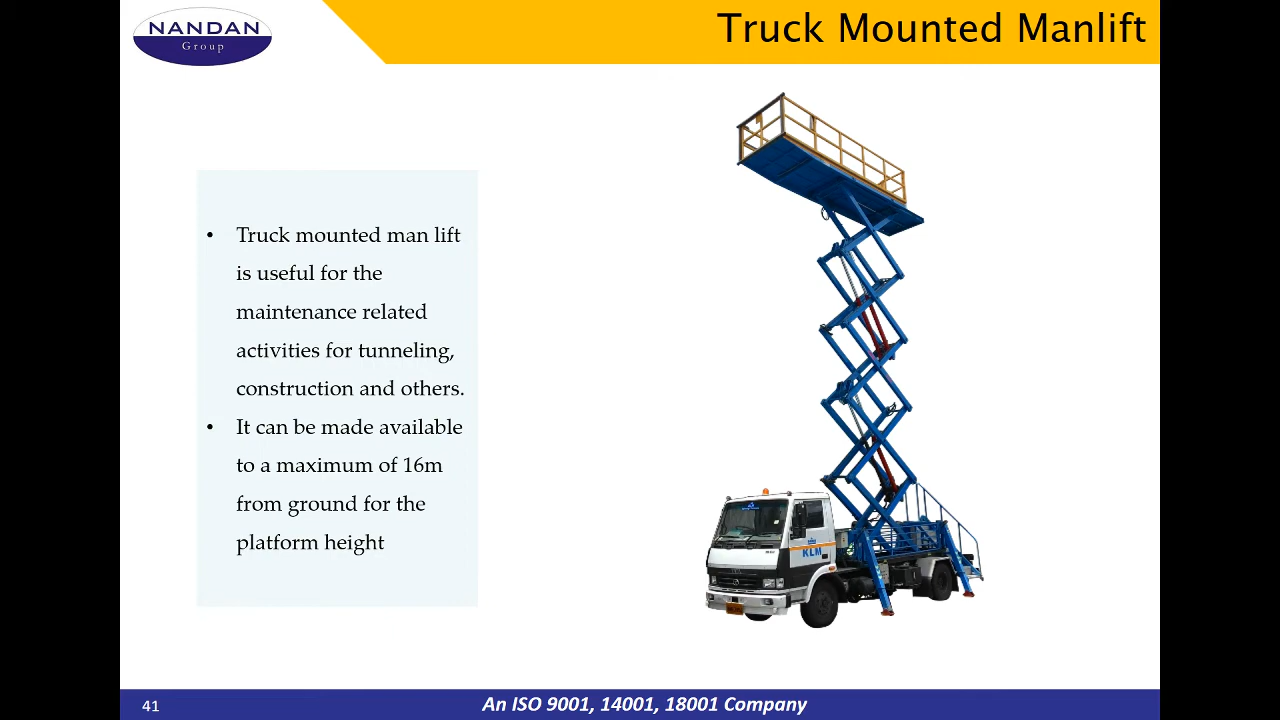 NANDAN
Group
Truck Mounted Manlift
• Truck mounted man lift
is useful for the
maintenance related
activities for tunneling,
construction and others.
• It can be made available
to a maximum of 16m
from ground for the
platform height
KLM
41
An ISO 9001, 14001, 18001 Company